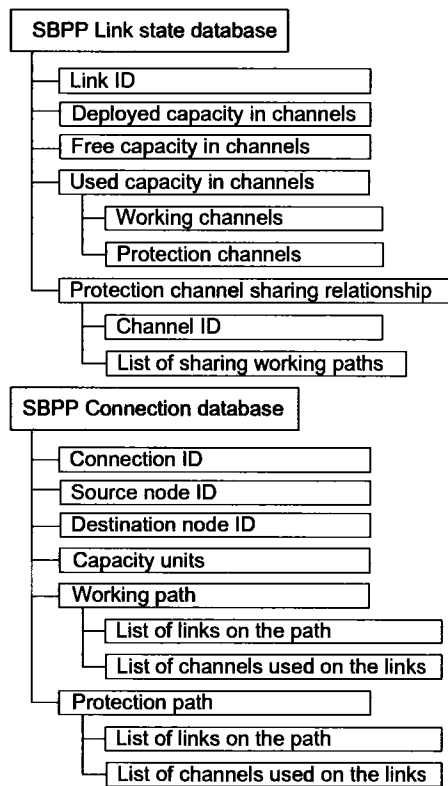 SBPP Link state database
Link ID
Deployed capacity in channels
Free capacity in channels
Used capacity in channels
Working channels
Protection channels
Protection channel sharing relationship
Channel ID
List of sharing working paths
SBPP Connection database
Connection ID
Source node ID
Destination node ID
Capacity units
Working path
List of links on the path
List of channels used on the links
Protection path
List of links on the path
List of channels used on the links